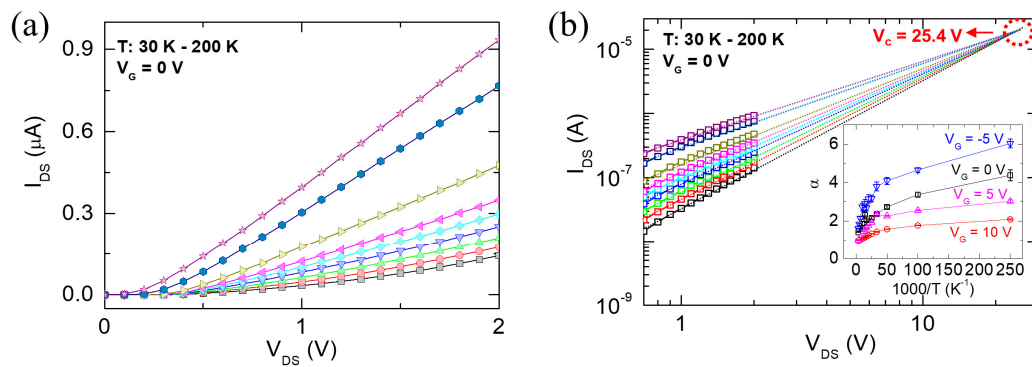 (a)
T: 30 K - 200 K
V_G = 0 V
I_DS (μA)
0.9
0.6
0.3
0.0
0
1
2
V_DS (V)
(b)
T: 30 K - 200 K
V_G = 0 V
V_C = 25.4 V
I_DS (A)
10^-5
10^-7
10^-9
1
10
V_DS (V)
V_G = -5 V
V_G = 0 V
V_G = 5 V
V_G = 10 V
α
8
6
4
2
0
0
50
100
150
200
250
1000/T (K^-1)